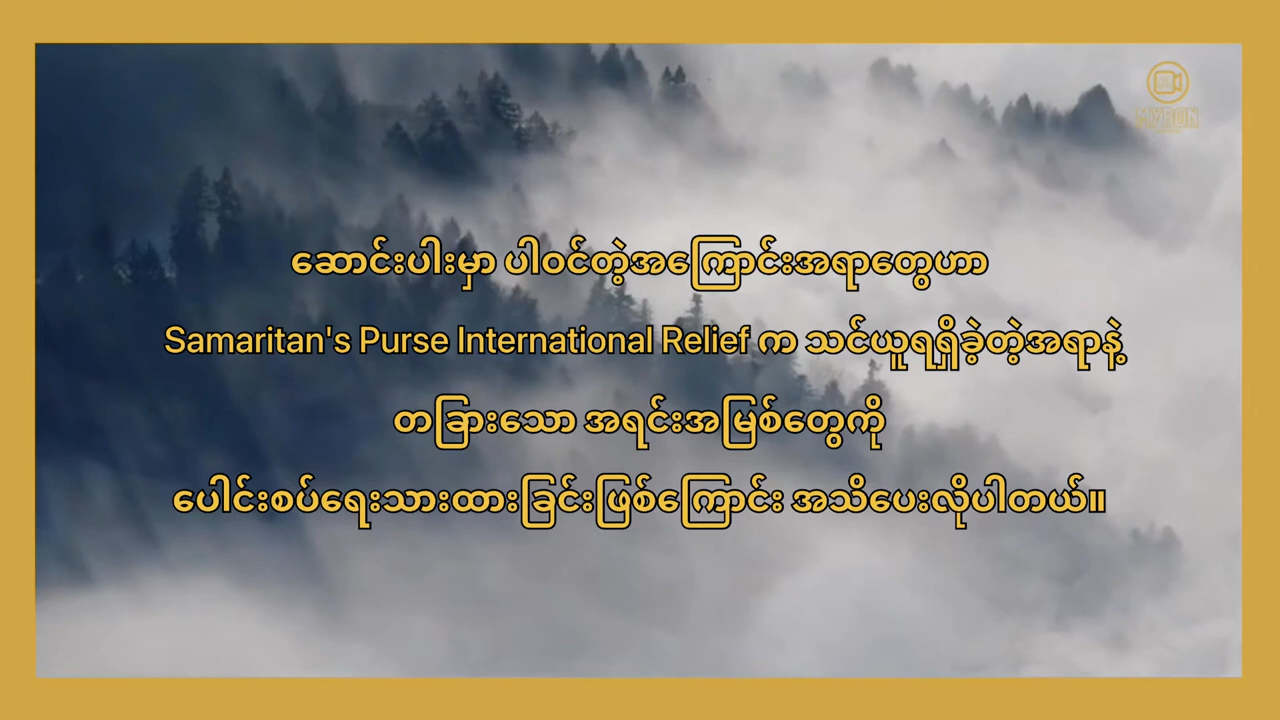 MYRON
ဆောင်းပါးမှာ ပါဝင်တဲ့အကြောင်းအရာတွေဟာ
Samaritan's Purse International Relief က သင်ယူရရှိခဲ့တဲ့အရာနဲ့
တခြားသော အရင်းအမြစ်တွေကို
ပေါင်းစပ်ရေးသားထားခြင်းဖြစ်ကြောင်း အသိပေးလိုပါတယ်။